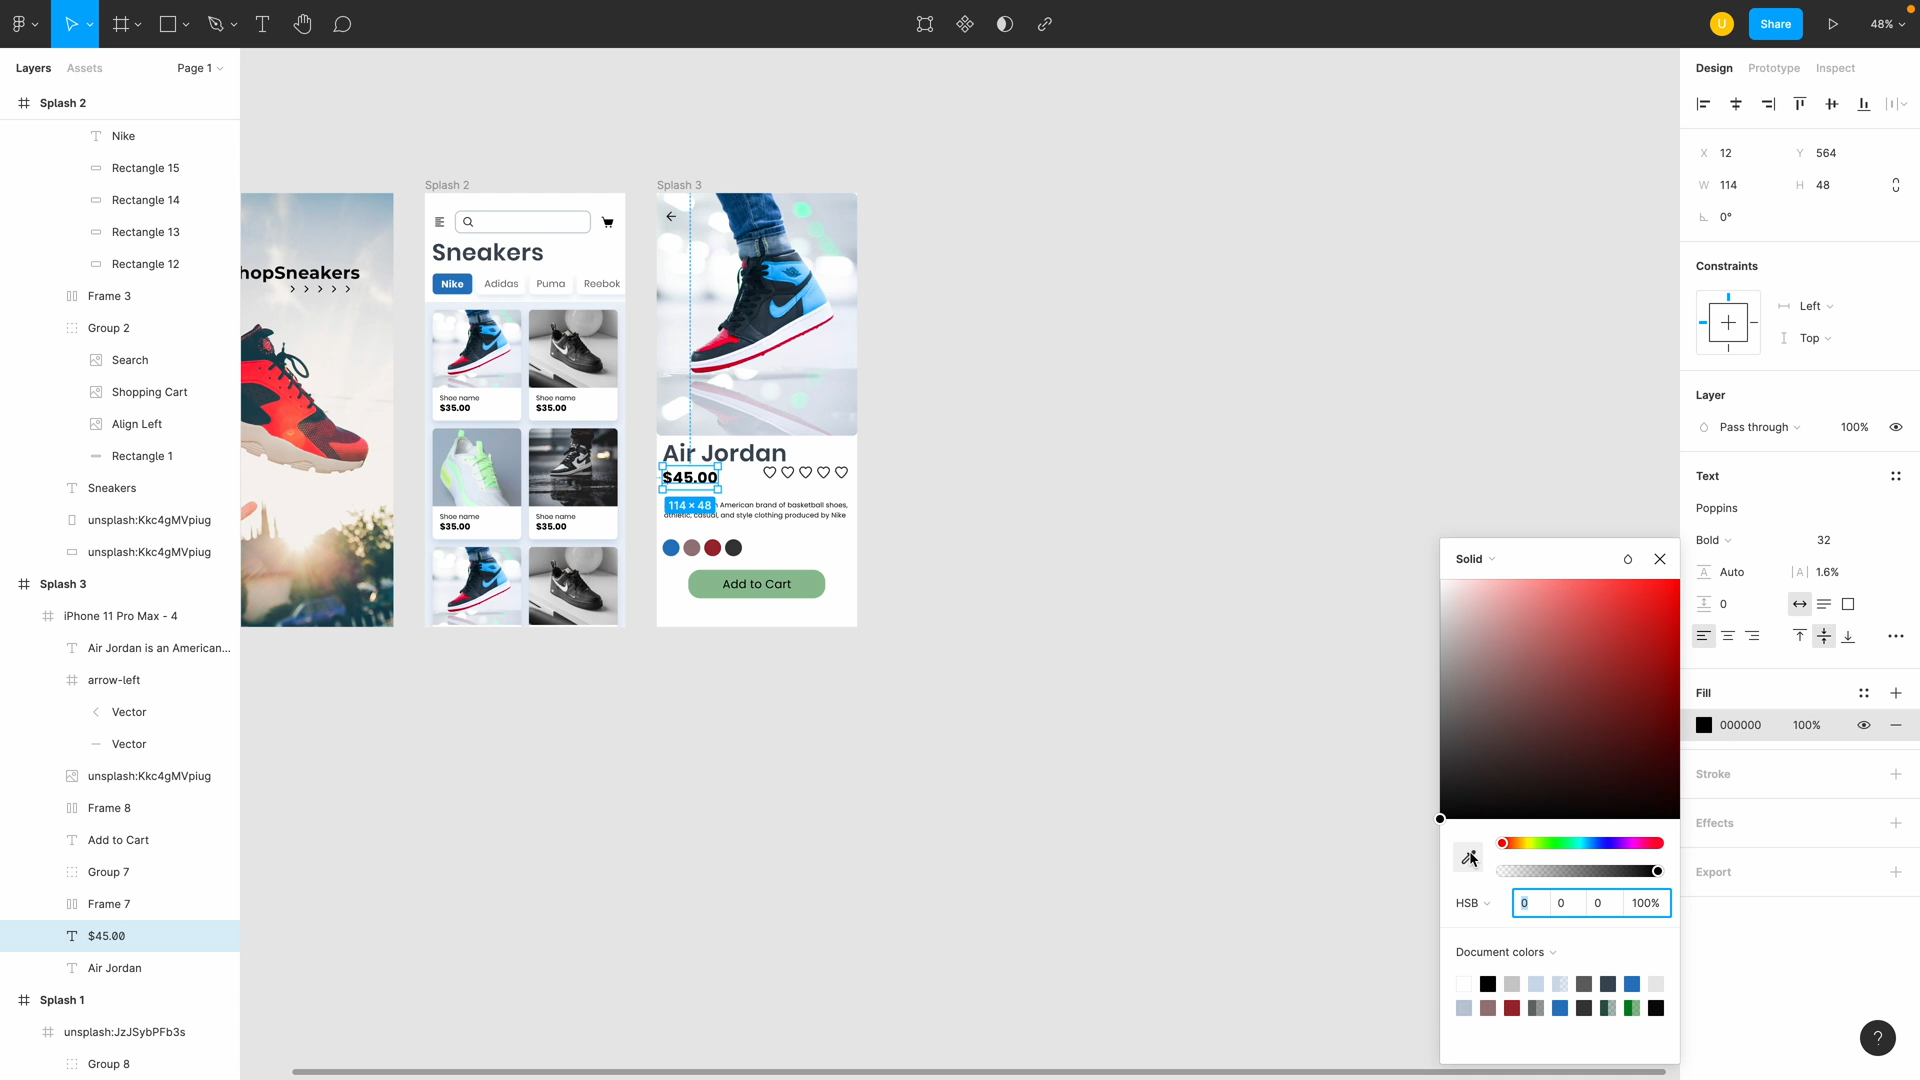 U
Share
48%
Layers
Assets
Page 1
Splash 2
Nike
Rectangle 15
Rectangle 14
Rectangle 13
Rectangle 12
Frame 3
Group 2
Search
Shopping Cart
Align Left
Rectangle 1
Sneakers
unsplash:Kkc4gMVpiug
unsplash:Kkc4gMVpiug
Splash 3
iPhone 11 Pro Max - 4
Air Jordan is an American...
arrow-left
Vector
Vector
unsplash:Kkc4gMVpiug
Frame 8
Add to Cart
Group 7
Frame 7
$45.00
Air Jordan
Splash 1
unsplash:JzJSybPFb3s
Group 8
hopSneakers
Splash 2
Sneakers
Nike
Adidas
Puma
Reebok
Shoe name
$35.00
Shoe name
$35.00
Shoe name
$35.00
Shoe name
$35.00
Splash 3
Air Jordan
$45.00
114 × 48
American brand of basketball shoes,
athletic, casual, and style clothing produced by Nike
Add to Cart
Solid
HSB
0
0
0
100%
Document colors
Design
Prototype
Inspect
X 12
Y 564
W 114
H 48
0°
Constraints
Left
Top
Layer
Pass through
100%
Text
Poppins
Bold
32
A Auto
|A| 1.6%
0
Fill
000000
100%
Stroke
Effects
Export
?